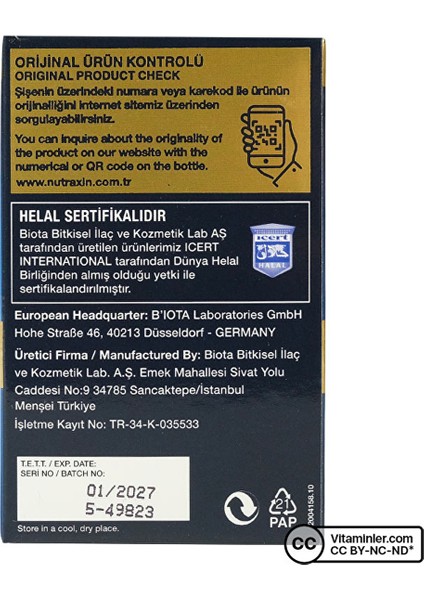 ORİJİNAL ÜRÜN KONTROLÜ
ORIGINAL PRODUCT CHECK
Şişenin üzerindeki numara veya karekod ile ürünün
orijinalliğini internet sitemiz üzerinden
sorgulayabilirsiniz.
You can inquire about the originality of
the product on our website with the
numerical or QR code on the bottle.
www.nutraxin.com.tr
HELAL SERTİFİKALIDIR
Biota Bitkisel İlaç ve Kozmetik Lab AŞ
tarafından üretilen ürünlerimiz ICERT
INTERNATIONAL tarafından Dünya Helal
Birliğinden almış olduğu yetki ile
sertifikalandırılmıştır.
icert
HALAL
European Headquarter: B'IOTA Laboratories GmbH
Hohe Straße 46, 40213 Düsseldorf - GERMANY
Üretici Firma / Manufactured By: Biota Bitkisel İlaç
ve Kozmetik Lab. A.Ş. Emek Mahallesi Sivat Yolu
Caddesi No:9 34785 Sancaktepe/İstanbul
Menşei Türkiye
İşletme Kayıt No: TR-34-K-035533
T.E.T.T. / EXP. DATE:
SERI NO / BATCH NO:
01/2027
5-49823
Store in a cool, dry place.
21
PAP
2004158.10
cc
Vitaminler.com
CC BY-NC-ND*